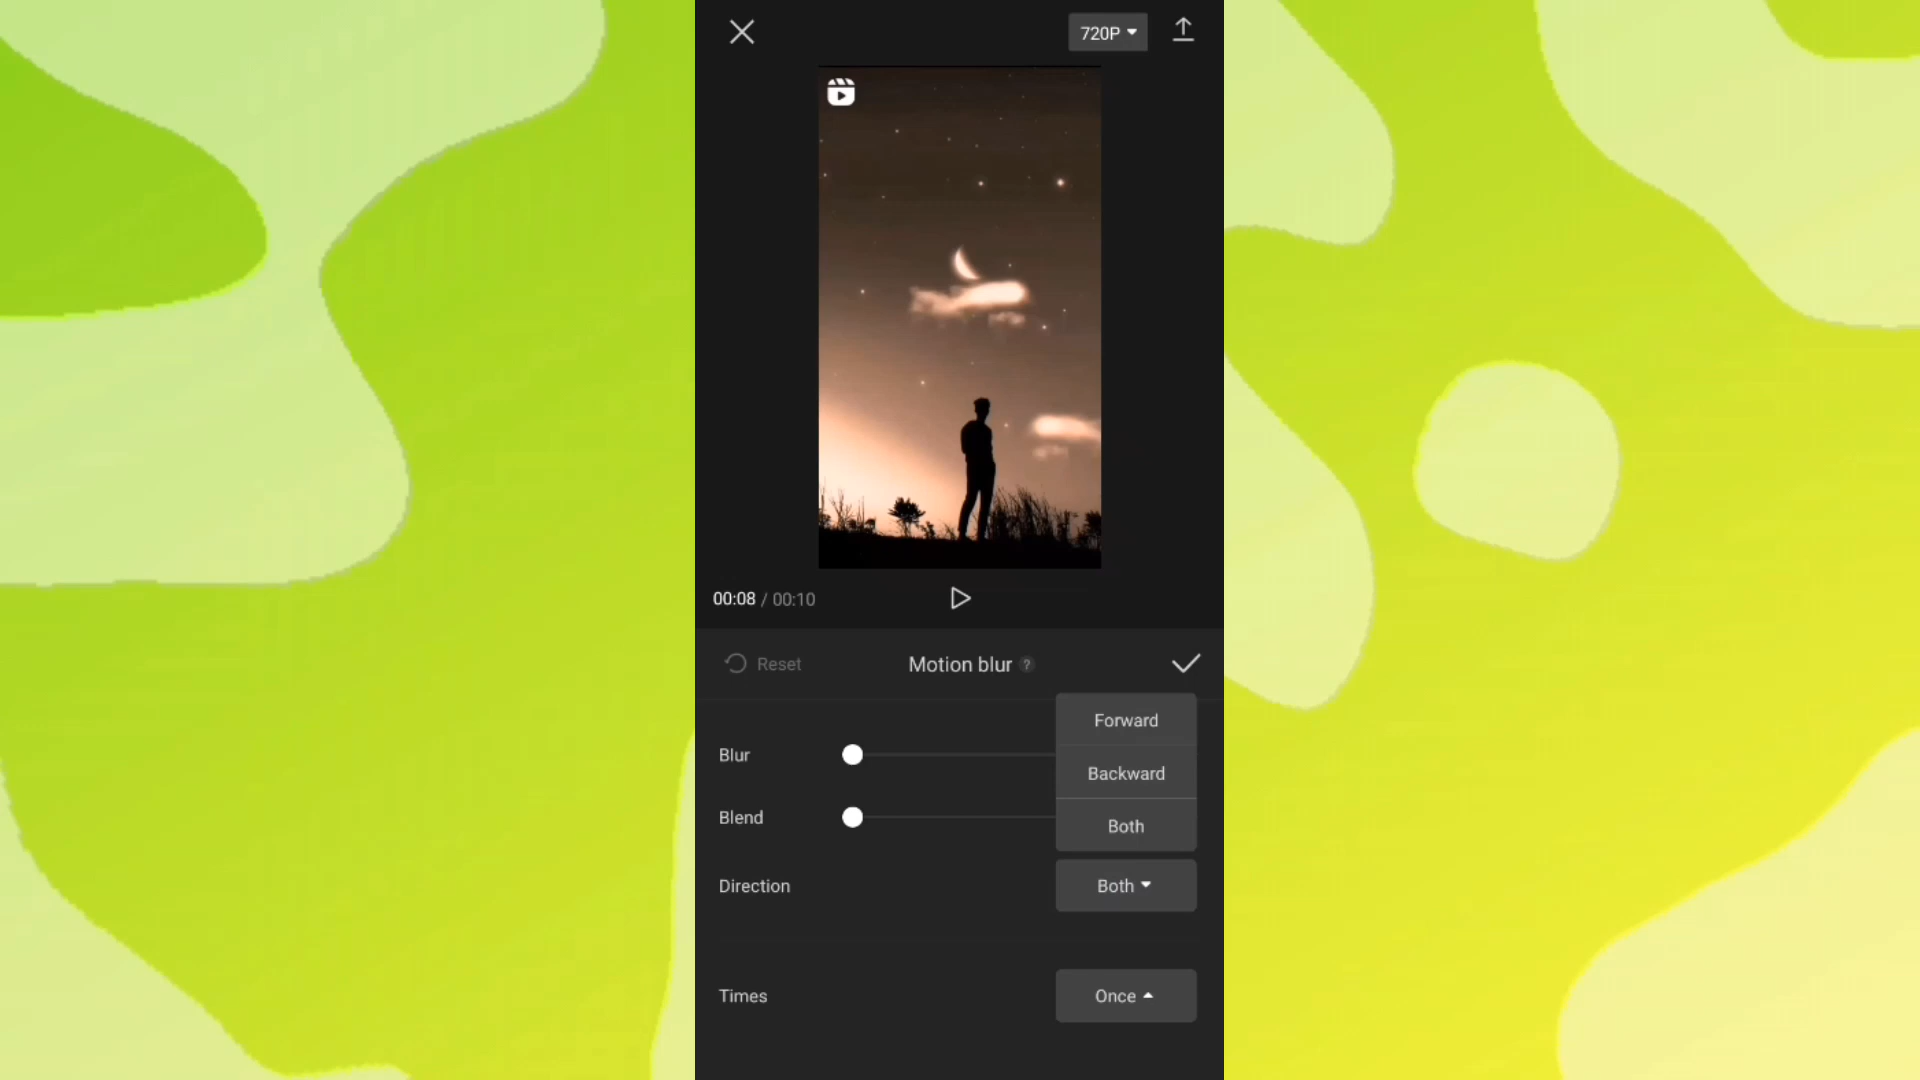 720P
00:08 / 00:10
Reset
Motion blur ?
Forward
Blur
Backward
Blend
Both
Direction
Both
Times
Once